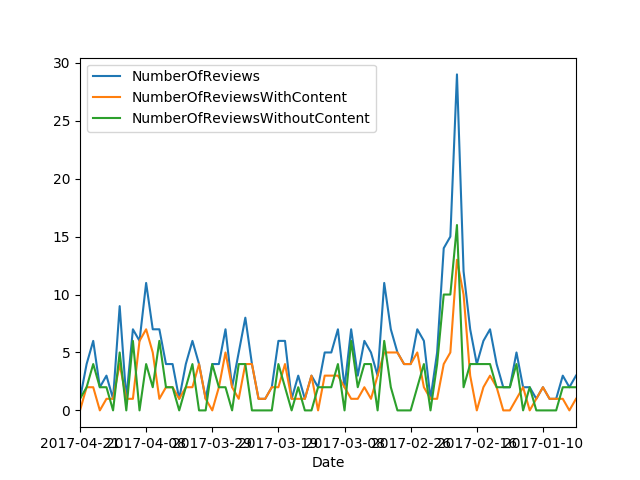 30
25
20
15
10
5
0
NumberOfReviews
NumberOfReviewsWithContent
NumberOfReviewsWithoutContent
2017-04-21 2017-04-08 2017-03-29 2017-03-19 2017-03-08 2017-02-26 2017-02-16 2017-01-10
Date